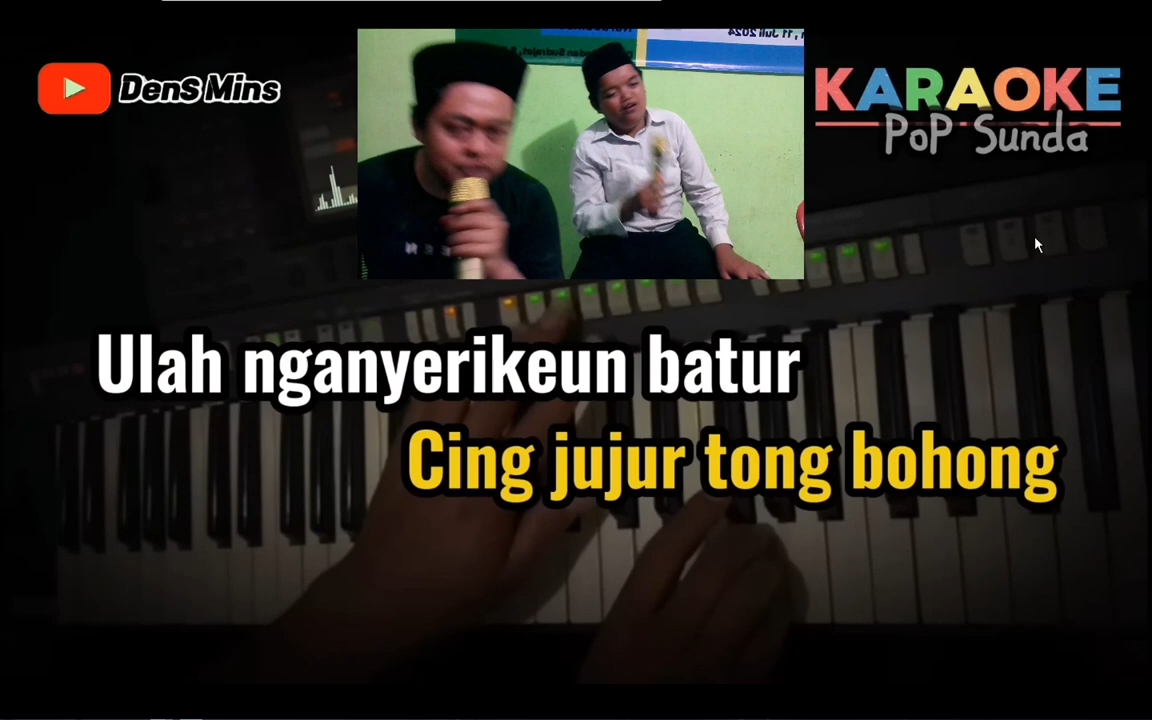 DenS Mins
KARAOKE
PoP Sunda
Ulah nganyerikeun batur
Cing jujur tong bohong